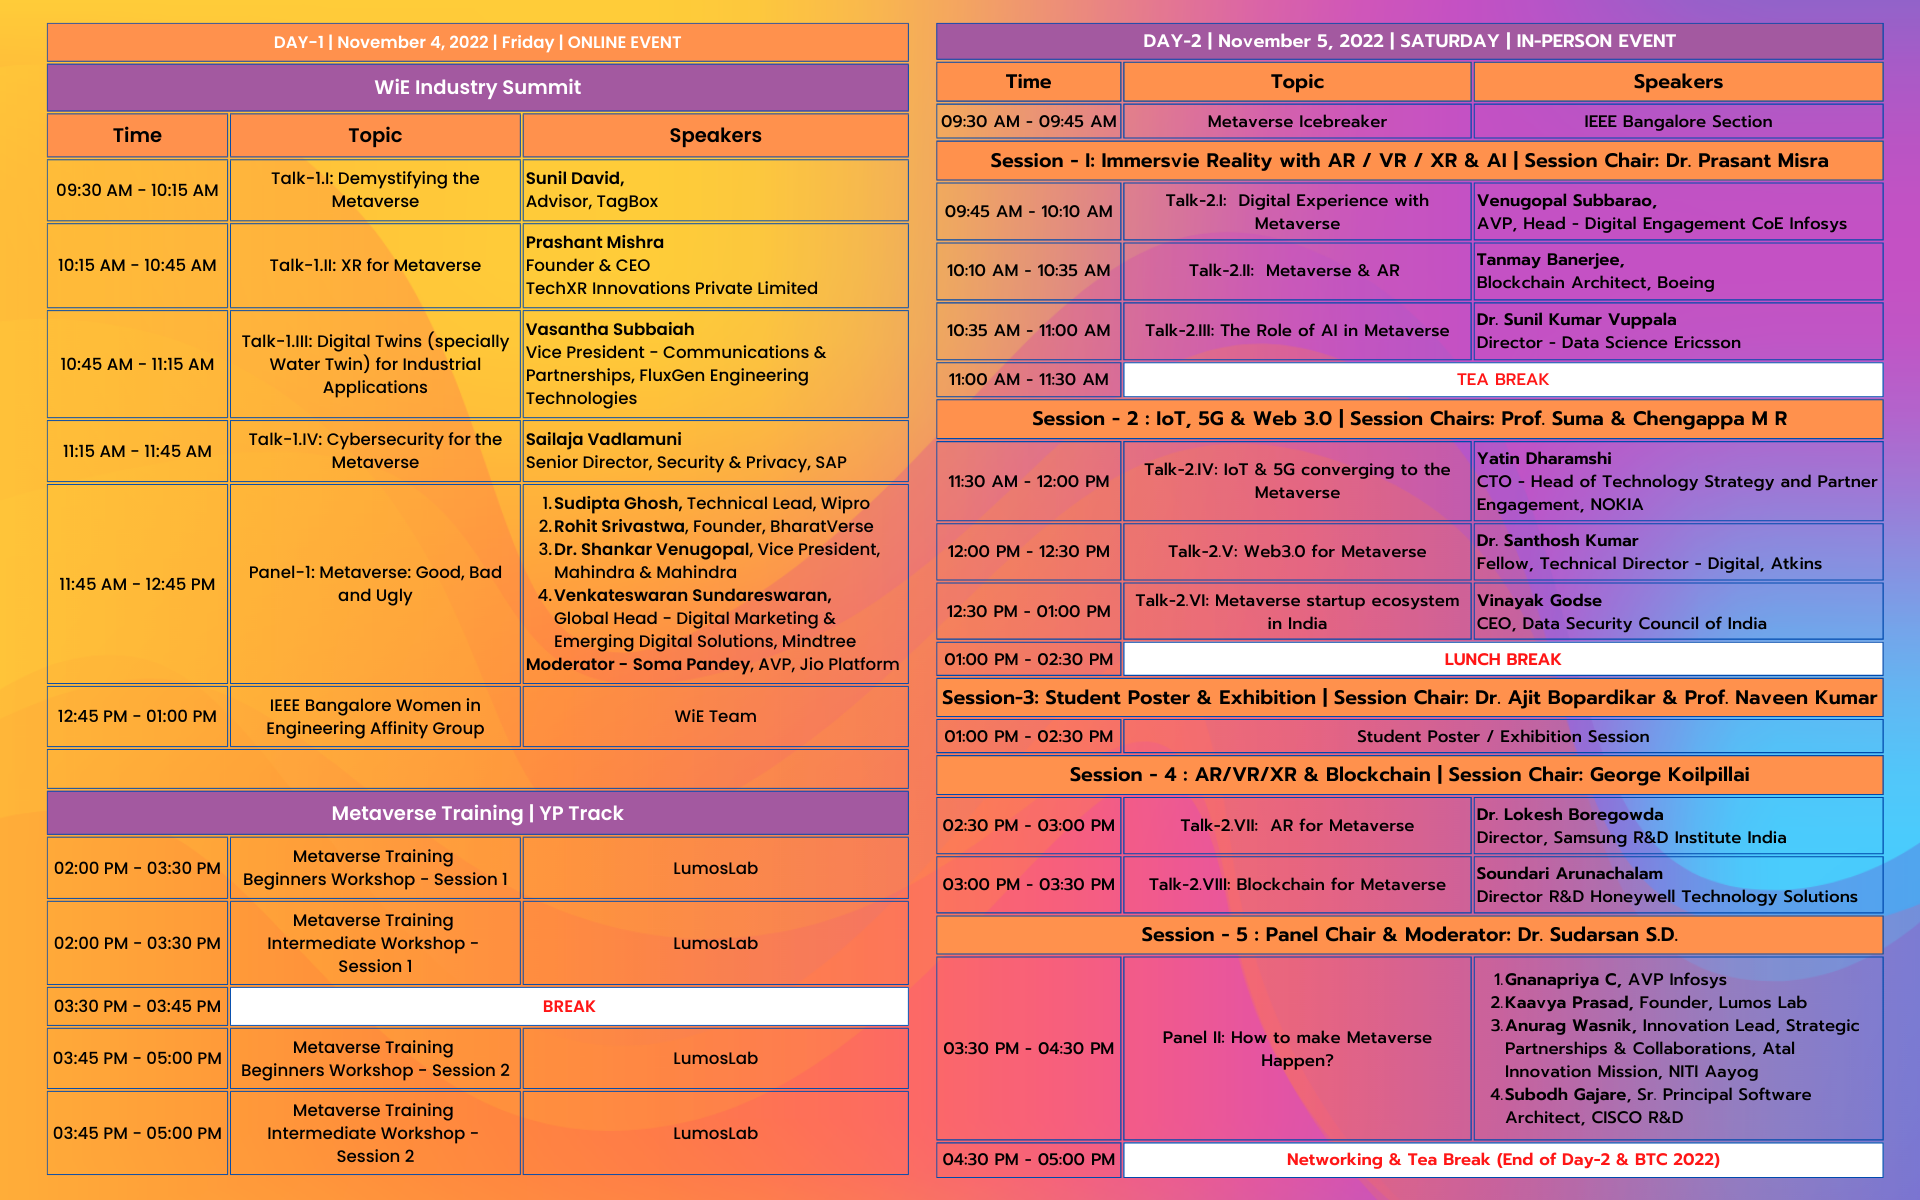 DAY-1 | November 4, 2022 | Friday | ONLINE EVENT
WiE Industry Summit
Time
Topic
Speakers
09:30 AM - 10:15 AM
Talk-1.I: Demystifying the
Metaverse
Sunil David,
Advisor, TagBox
10:15 AM - 10:45 AM
Talk-1.II: XR for Metaverse
Prashant Mishra
Founder & CEO
TechXR Innovations Private Limited
10:45 AM - 11:15 AM
Talk-1.III: Digital Twins (specially
Water Twin) for Industrial
Applications
Vasantha Subbaiah
Vice President - Communications &
Partnerships, FluxGen Engineering
Technologies
11:15 AM - 11:45 AM
Talk-1.IV: Cybersecurity for the
Metaverse
Sailaja Vadlamuni
Senior Director, Security & Privacy, SAP
11:45 AM - 12:45 PM
Panel-1: Metaverse: Good, Bad
and Ugly
1. Sudipta Ghosh, Technical Lead, Wipro
2. Rohit Srivastwa, Founder, BharatVerse
3. Dr. Shankar Venugopal, Vice President,
Mahindra & Mahindra
4. Venkateswaran Sundareswaran,
Global Head - Digital Marketing &
Emerging Digital Solutions, Mindtree
Moderator - Soma Pandey, AVP, Jio Platform
12:45 PM - 01:00 PM
IEEE Bangalore Women in
Engineering Affinity Group
WiE Team
Metaverse Training | YP Track
02:00 PM - 03:30 PM
Metaverse Training
Beginners Workshop - Session 1
LumosLab
02:00 PM - 03:30 PM
Metaverse Training
Intermediate Workshop -
Session 1
LumosLab
03:30 PM - 03:45 PM
BREAK
03:45 PM - 05:00 PM
Metaverse Training
Beginners Workshop - Session 2
LumosLab
03:45 PM - 05:00 PM
Metaverse Training
Intermediate Workshop -
Session 2
LumosLab
DAY-2 | November 5, 2022 | SATURDAY | IN-PERSON EVENT
Time
Topic
Speakers
09:30 AM - 09:45 AM
Metaverse Icebreaker
IEEE Bangalore Section
Session - I: Immersvie Reality with AR / VR / XR & AI | Session Chair: Dr. Prasant Misra
09:45 AM - 10:10 AM
Talk-2.I: Digital Experience with
Metaverse
Venugopal Subbarao,
AVP, Head - Digital Engagement CoE Infosys
10:10 AM - 10:35 AM
Talk-2.II: Metaverse & AR
Tanmay Banerjee,
Blockchain Architect, Boeing
10:35 AM - 11:00 AM
Talk-2.III: The Role of AI in Metaverse
Dr. Sunil Kumar Vuppala
Director - Data Science Ericsson
11:00 AM - 11:30 AM
TEA BREAK
Session - 2 : IoT, 5G & Web 3.0 | Session Chairs: Prof. Suma & Chengappa M R
11:30 AM - 12:00 PM
Talk-2.IV: IoT & 5G converging to the
Metaverse
Yatin Dharamshi
CTO - Head of Technology Strategy and Partner
Engagement, NOKIA
12:00 PM - 12:30 PM
Talk-2.V: Web3.0 for Metaverse
Dr. Santhosh Kumar
Fellow, Technical Director - Digital, Atkins
12:30 PM - 01:00 PM
Talk-2.VI: Metaverse startup ecosystem
in India
Vinayak Godse
CEO, Data Security Council of India
01:00 PM - 02:30 PM
LUNCH BREAK
Session-3: Student Poster & Exhibition | Session Chair: Dr. Ajit Bopardikar & Prof. Naveen Kumar
01:00 PM - 02:30 PM
Student Poster / Exhibition Session
Session - 4 : AR/VR/XR & Blockchain | Session Chair: George Koilpillai
02:30 PM - 03:00 PM
Talk-2.VII: AR for Metaverse
Dr. Lokesh Boregowda
Director, Samsung R&D Institute India
03:00 PM - 03:30 PM
Talk-2.VIII: Blockchain for Metaverse
Soundari Arunachalam
Director R&D Honeywell Technology Solutions
Session - 5 : Panel Chair & Moderator: Dr. Sudarsan S.D.
03:30 PM - 04:30 PM
Panel II: How to make Metaverse
Happen?
1. Gnanapriya C, AVP Infosys
2. Kaavya Prasad, Founder, Lumos Lab
3. Anurag Wasnik, Innovation Lead, Strategic
Partnerships & Collaborations, Atal
Innovation Mission, NITI Aayog
4. Subodh Gajare, Sr. Principal Software
Architect, CISCO R&D
04:30 PM - 05:00 PM
Networking & Tea Break (End of Day-2 & BTC 2022)